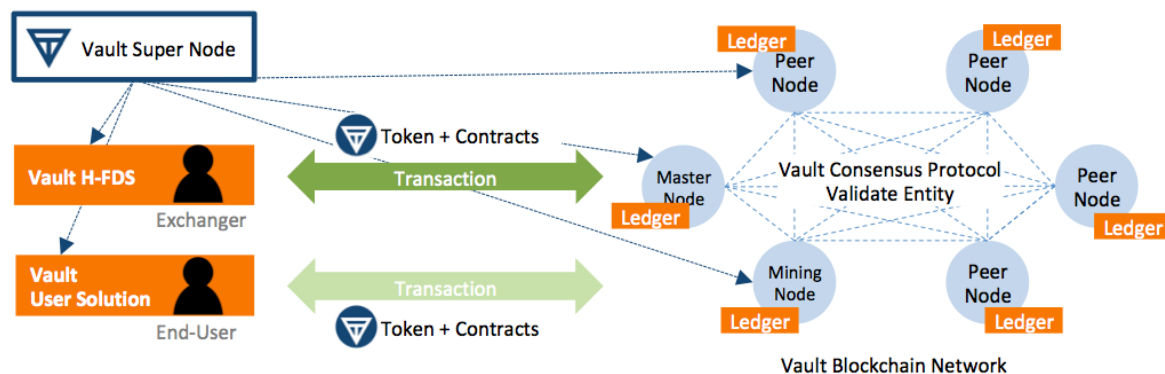 Vault Super Node
Ledger
Peer
Node
Ledger
Peer
Node
Token + Contracts
Vault H-FDS
Exchanger
Transaction
Master
Node
Ledger
Vault Consensus Protocol
Validate Entity
Peer
Node
Ledger
Vault
User Solution
End-User
Transaction
Token + Contracts
Mining
Node
Ledger
Peer
Node
Ledger
Vault Blockchain Network